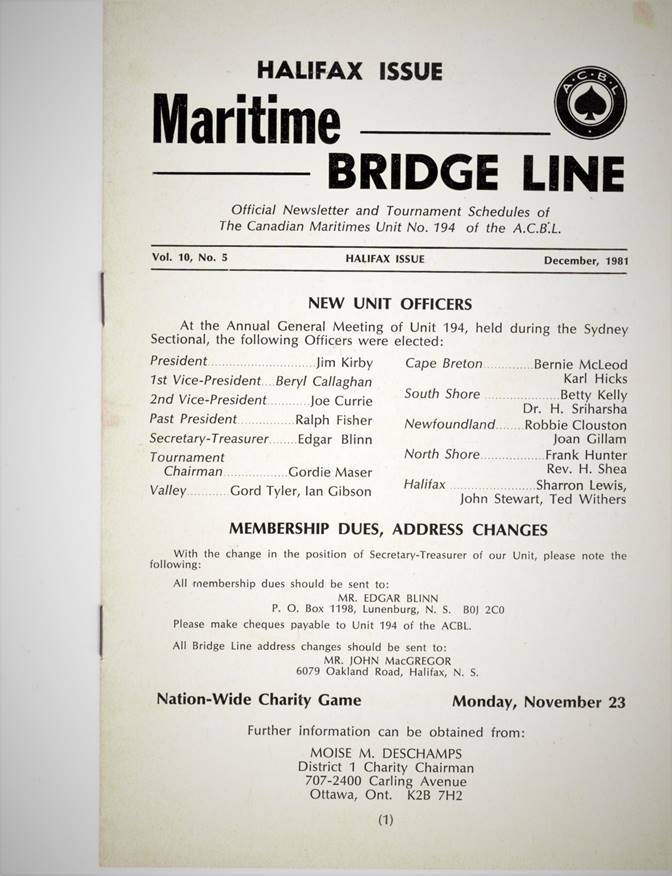 HALIFAX ISSUE
A·C·B·L
Maritime
BRIDGE LINE
Official Newsletter and Tournament Schedules of
The Canadian Maritimes Unit No. 194 of the A.C.B.L.
Vol. 10, No. 5 HALIFAX ISSUE December, 1981
NEW UNIT OFFICERS
At the Annual General Meeting of Unit 194, held during the Sydney
Sectional, the following Officers were elected:
President..........................Jim Kirby
1st Vice-President....Beryl Callaghan
2nd Vice-President............Joe Currie
Past President................Ralph Fisher
Secretary-Treasurer........Edgar Blinn
Tournament
Chairman................Gordie Maser
Valley............Gord Tyler, Ian Gibson
Cape Breton..............Bernie McLeod
Karl Hicks
South Shore .....................Betty Kelly
Dr. H. Sriharsha
Newfoundland........Robbie Clouston
Joan Gillam
North Shore..................Frank Hunter
Rev. H. Shea
Halifax ........................Sharron Lewis,
John Stewart, Ted Withers
MEMBERSHIP DUES, ADDRESS CHANGES
With the change in the position of Secretary-Treasurer of our Unit, please note the
following:
All membership dues should be sent to:
MR. EDGAR BLINN
P. O. Box 1198, Lunenburg, N. S. B0J 2C0
Please make cheques payable to Unit 194 of the ACBL.
All Bridge Line address changes should be sent to:
MR. JOHN MacGREGOR
6079 Oakland Road, Halifax, N. S.
Nation-Wide Charity Game Monday, November 23
Further information can be obtained from:
MOISE M. DESCHAMPS
District 1 Charity Chairman
707-2400 Carling Avenue
Ottawa, Ont. K2B 7H2
(1)